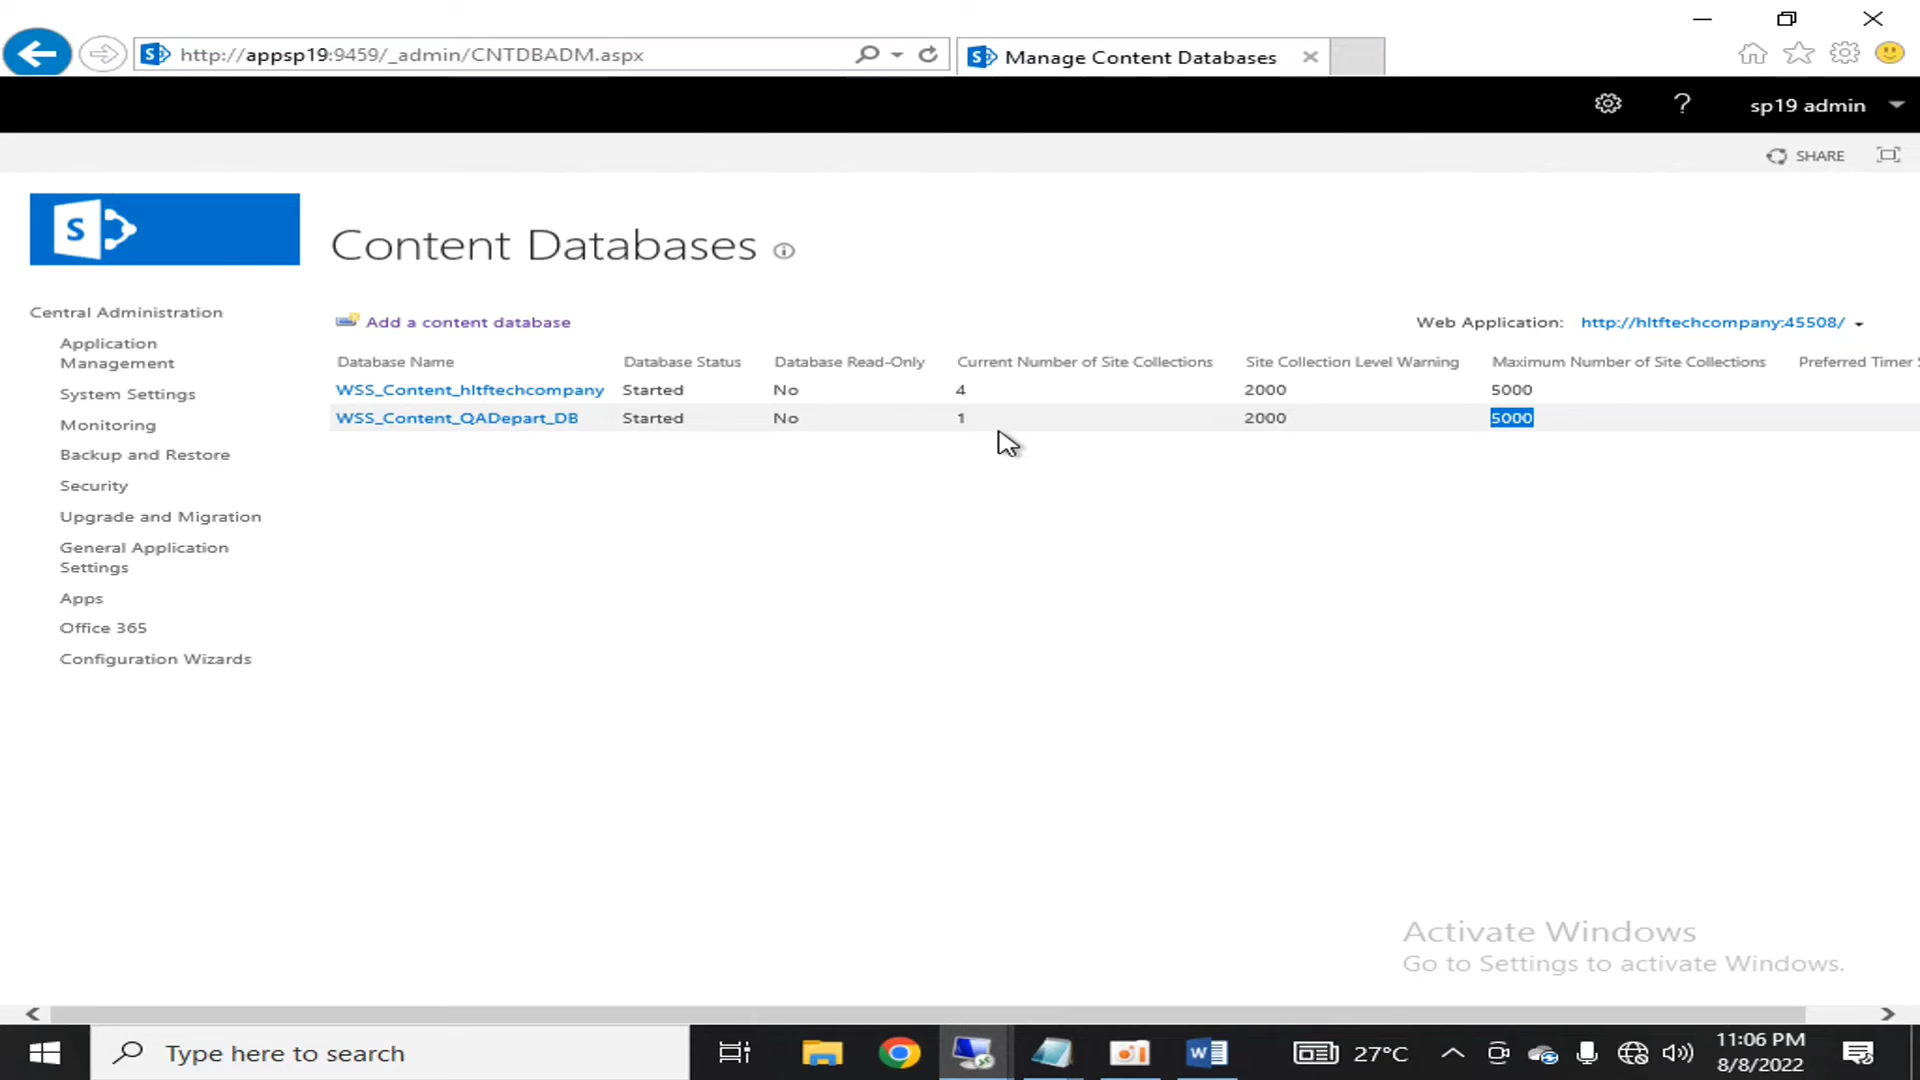 http://appsp19:9459/_admin/CNTDBADM.aspx
Manage Content Databases
?
sp19 admin
SHARE
S
Content Databases
Central Administration
Application Management
System Settings
Monitoring
Backup and Restore
Security
Upgrade and Migration
General Application Settings
Apps
Office 365
Configuration Wizards
Add a content database
Web Application: http://hltftechcompany:45508/
Database Name Database Status Database Read-Only Current Number of Site Collections Site Collection Level Warning Maximum Number of Site Collections Preferred Timer
WSS_Content_hltftechcompany Started No 4 2000 5000
WSS_Content_QADepart_DB Started No 1 2000 5000
Activate Windows
Go to Settings to activate Windows.
Type here to search
27°C
11:06 PM
8/8/2022